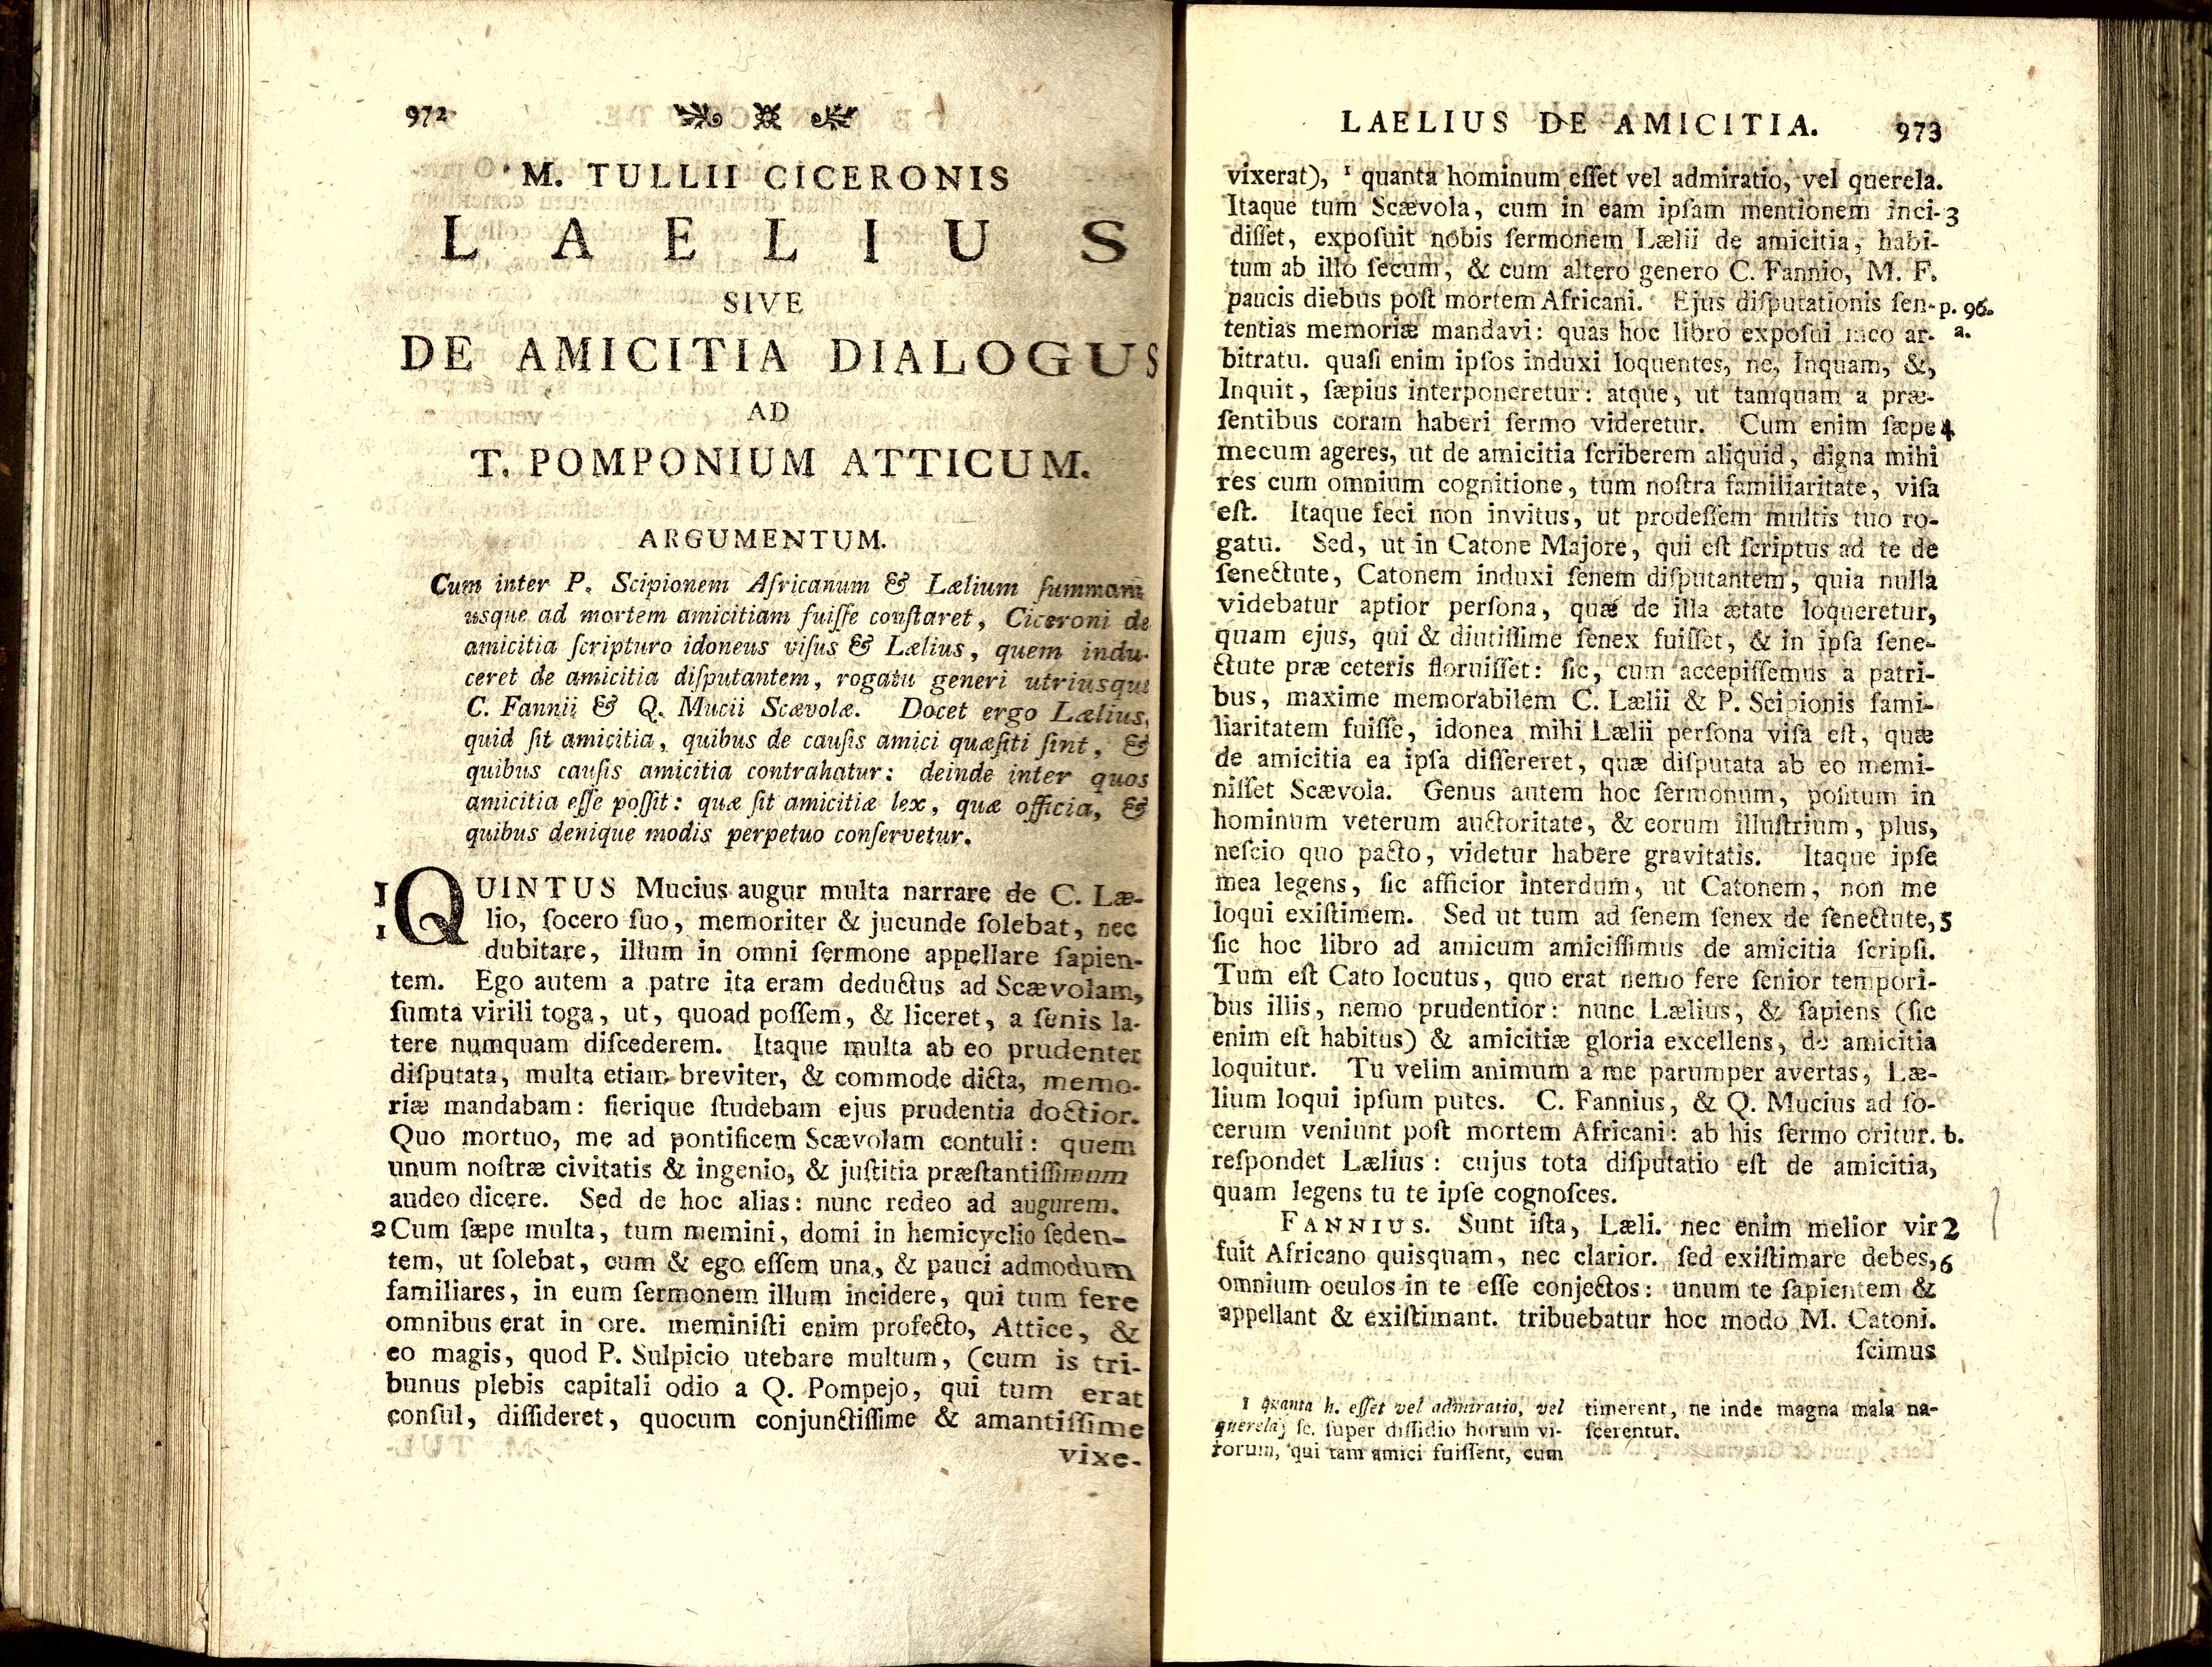 972
M. TULLII CICERONIS
LAELIUS
SIVE
DE AMICITIA DIALOGUS
AD
T. POMPONIUM ATTICUM.
ARGUMENTUM.
Cum inter P. Scipionem Africanum & Lælium ſummam
usque ad mortem amicitiam fuiſſe conſtaret, Ciceroni de
amicitia ſcripturo idoneus viſus & Lælius, quem indu-
ceret de amicitia diſputantem, rogatu generi utriusque
C. Fannii & Q. Mucii Scævolæ. Docet ergo Lælius,
quid ſit amicitia, quibus de cauſis amici quæſiti ſint, &
quibus cauſis amicitia contrahatur: deinde inter quos
amicitia eſſe poſſit: quæ ſit amicitiæ lex, quæ officia, &
quibus denique modis perpetuo conſervetur.
I QUINTUS Mucius augur multa narrare de C. Læ-
1 lio, ſocero ſuo, memoriter & jucunde ſolebat, nec
dubitare, illum in omni ſermone appellare ſapien-
tem. Ego autem a patre ita eram deductus ad Scævolam,
ſumta virili toga, ut, quoad poſſem, & liceret, a ſenis la-
tere numquam diſcederem. Itaque multa ab eo prudenter
diſputata, multa etiam breviter, & commode dicta, memo-
riæ mandabam: fierique ſtudebam ejus prudentia doctior.
Quo mortuo, me ad pontificem Scævolam contuli: quem
unum noſtræ civitatis & ingenio, & juſtitia præſtantiſſimum
audeo dicere. Sed de hoc alias: nunc redeo ad augurem.
2 Cum ſæpe multa, tum memini, domi in hemicyclio ſeden-
tem, ut ſolebat, cum & ego eſſem una, & pauci admodum
familiares, in eum ſermonem illum incidere, qui tum fere
omnibus erat in ore. meminiſti enim profecto, Attice, &
eo magis, quod P. Sulpicio utebare multum, (cum is tri-
bunus plebis capitali odio a Q. Pompejo, qui tum erat
conſul, diſſideret, quocum conjunctiſſime & amantiſſime
vixe-
LAELIUS DE AMICITIA. 973
vixerat), 1 quanta hominum eſſet vel admiratio, vel querela.
Itaque tum Scævola, cum in eam ipſam mentionem inci- 3
diſſet, expoſuit nobis ſermonem Lælii de amicitia, habi-
tum ab illo ſecum, & cum altero genero C. Fannio, M. F.
paucis diebus poſt mortem Africani. Ejus diſputationis ſen- p. 96.
tentias memoriæ mandavi: quas hoc libro expoſui meo ar- a.
bitratu. quaſi enim ipſos induxi loquentes, ne, Inquam, &,
Inquit, ſæpius interponeretur: atque, ut tamquam a præ-
ſentibus coram haberi ſermo videretur. Cum enim ſæpe 4
mecum ageres, ut de amicitia ſcriberem aliquid, digna mihi
res cum omnium cognitione, tum noſtra familiaritate, viſa
eſt. Itaque feci non invitus, ut prodeſſem multis tuo ro-
gatu. Sed, ut in Catone Majore, qui eſt ſcriptus ad te de
ſenectute, Catonem induxi ſenem diſputantem, quia nulla
videbatur aptior perſona, quæ de illa ætate loqueretur,
quam ejus, qui & diutiſſime ſenex fuiſſet, & in ipſa ſene-
ctute præ ceteris floruiſſet: ſic, cum accepiſſemus a patri-
bus, maxime memorabilem C. Lælii & P. Scipionis fami-
liaritatem fuiſſe, idonea mihi Lælii perſona viſa eſt, quæ
de amicitia ea ipſa diſſereret, quæ diſputata ab eo memi-
niſſet Scævola. Genus autem hoc ſermonum, poſitum in
hominum veterum auctoritate, & eorum illuſtrium, plus,
neſcio quo pacto, videtur habere gravitatis. Itaque ipſe
mea legens, ſic afficior interdum, ut Catonem, non me
loqui exiſtimem. Sed ut tum ad ſenem ſenex de ſenectute, 5
ſic hoc libro ad amicum amiciſſimus de amicitia ſcripſi.
Tum eſt Cato locutus, quo erat nemo fere ſenior tempori-
bus illis, nemo prudentior: nunc Lælius, & ſapiens (ſic
enim eſt habitus) & amicitiæ gloria excellens, de amicitia
loquitur. Tu velim animum a me parumper avertas, Læ-
lium loqui ipſum putes. C. Fannius, & Q. Mucius ad ſo-
cerum veniunt poſt mortem Africani: ab his ſermo oritur. b.
reſpondet Lælius: cujus tota diſputatio eſt de amicitia,
quam legens tu te ipſe cognoſces.
FANNIUS. Sunt iſta, Læli. nec enim melior vir 2
fuit Africano quisquam, nec clarior. ſed exiſtimare debes, 6
omnium oculos in te eſſe conjectos: unum te ſapientem &
appellant & exiſtimant. tribuebatur hoc modo M. Catoni.
ſcimus
1 quanta h. eſſet vel admiratio, vel
querela) ſc. ſuper diſſidio horum vi-
rorum, qui tam amici fuiſſent, cum
timerent, ne inde magna mala na-
ſcerentur.